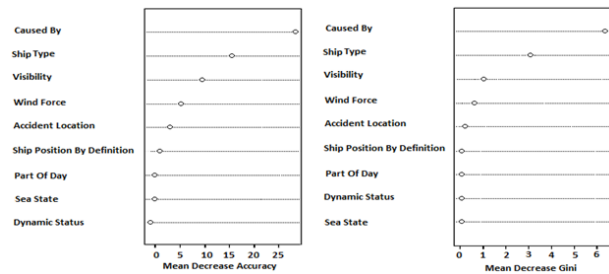 Caused By
Ship Type
Visibility
Wind Force
Accident Location
Ship Position By Definition
Part Of Day
Sea State
Dynamic Status
0 5 10 15 20 25
Mean Decrease Accuracy
Caused By
Ship Type
Visibility
Wind Force
Accident Location
Ship Position By Definition
Part Of Day
Dynamic Status
Sea State
0 1 2 3 4 5 6
Mean Decrease Gini